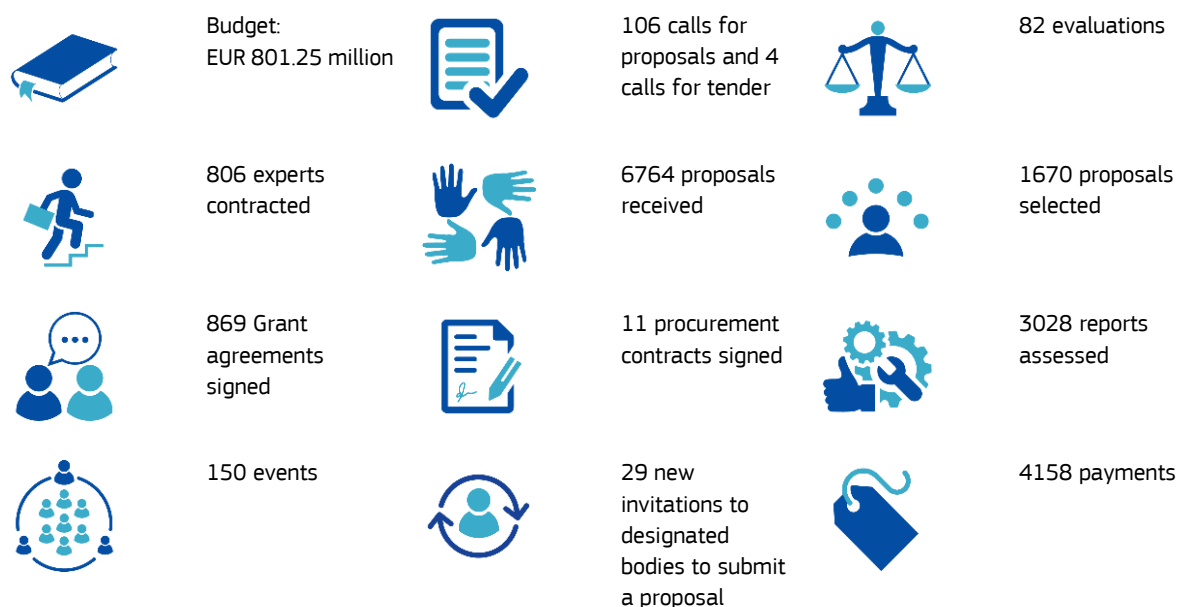 Budget:
EUR 801.25 million
106 calls for
proposals and 4
calls for tender
82 evaluations
806 experts
contracted
6764 proposals
received
1670 proposals
selected
869 Grant
agreements
signed
11 procurement
contracts signed
3028 reports
assessed
150 events
29 new
invitations to
designated
bodies to submit
a proposal
4158 payments